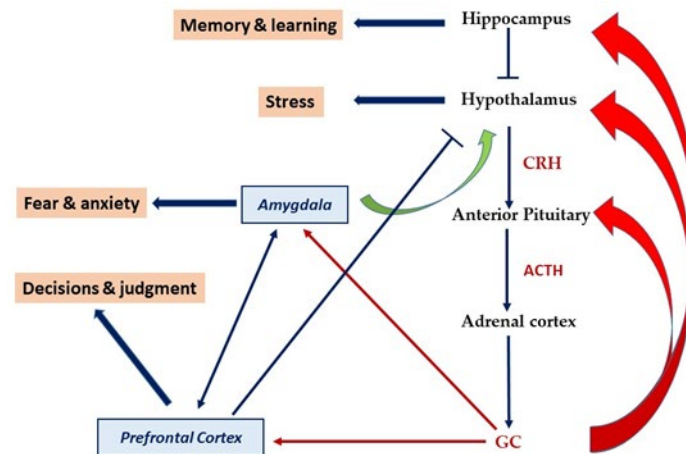 Hippocampus
Memory & learning
Hypothalamus
Stress
CRH
Fear & anxiety
Amygdala
Anterior Pituitary
ACTH
Decisions & judgment
Adrenal cortex
Prefrontal Cortex
GC